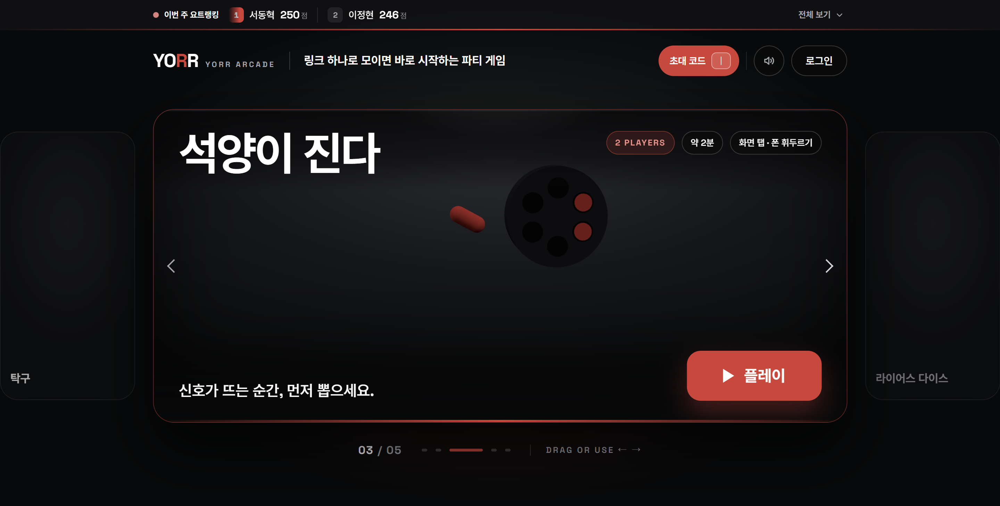 이번 주 요트랭킹 1 서동혁 250점 2 이정현 246점 전체 보기
YORR YORR ARCADE 링크 하나로 모이면 바로 시작하는 파티 게임 초대 코드 로그인
석양이 진다
2 PLAYERS 약 2분 화면 탭 · 폰 휘두르기
탁구
신호가 뜨는 순간, 먼저 뽑으세요.
플레이
라이어스 다이스
03 / 05 DRAG OR USE ← →